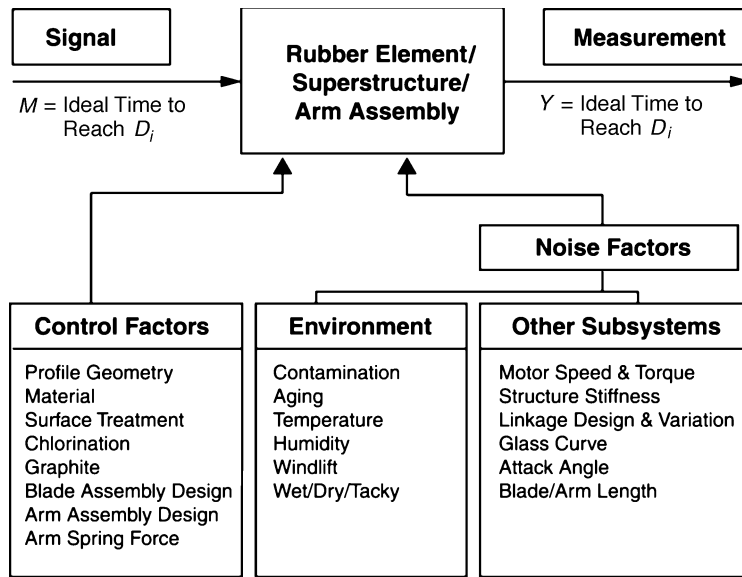 Signal
Rubber Element/
Superstructure/
Arm Assembly
Measurement
M = Ideal Time to
Reach Di
Y = Ideal Time to
Reach Di
Noise Factors
Control Factors
Profile Geometry
Material
Surface Treatment
Chlorination
Graphite
Blade Assembly Design
Arm Assembly Design
Arm Spring Force
Environment
Contamination
Aging
Temperature
Humidity
Windlift
Wet/Dry/Tacky
Other Subsystems
Motor Speed & Torque
Structure Stiffness
Linkage Design & Variation
Glass Curve
Attack Angle
Blade/Arm Length